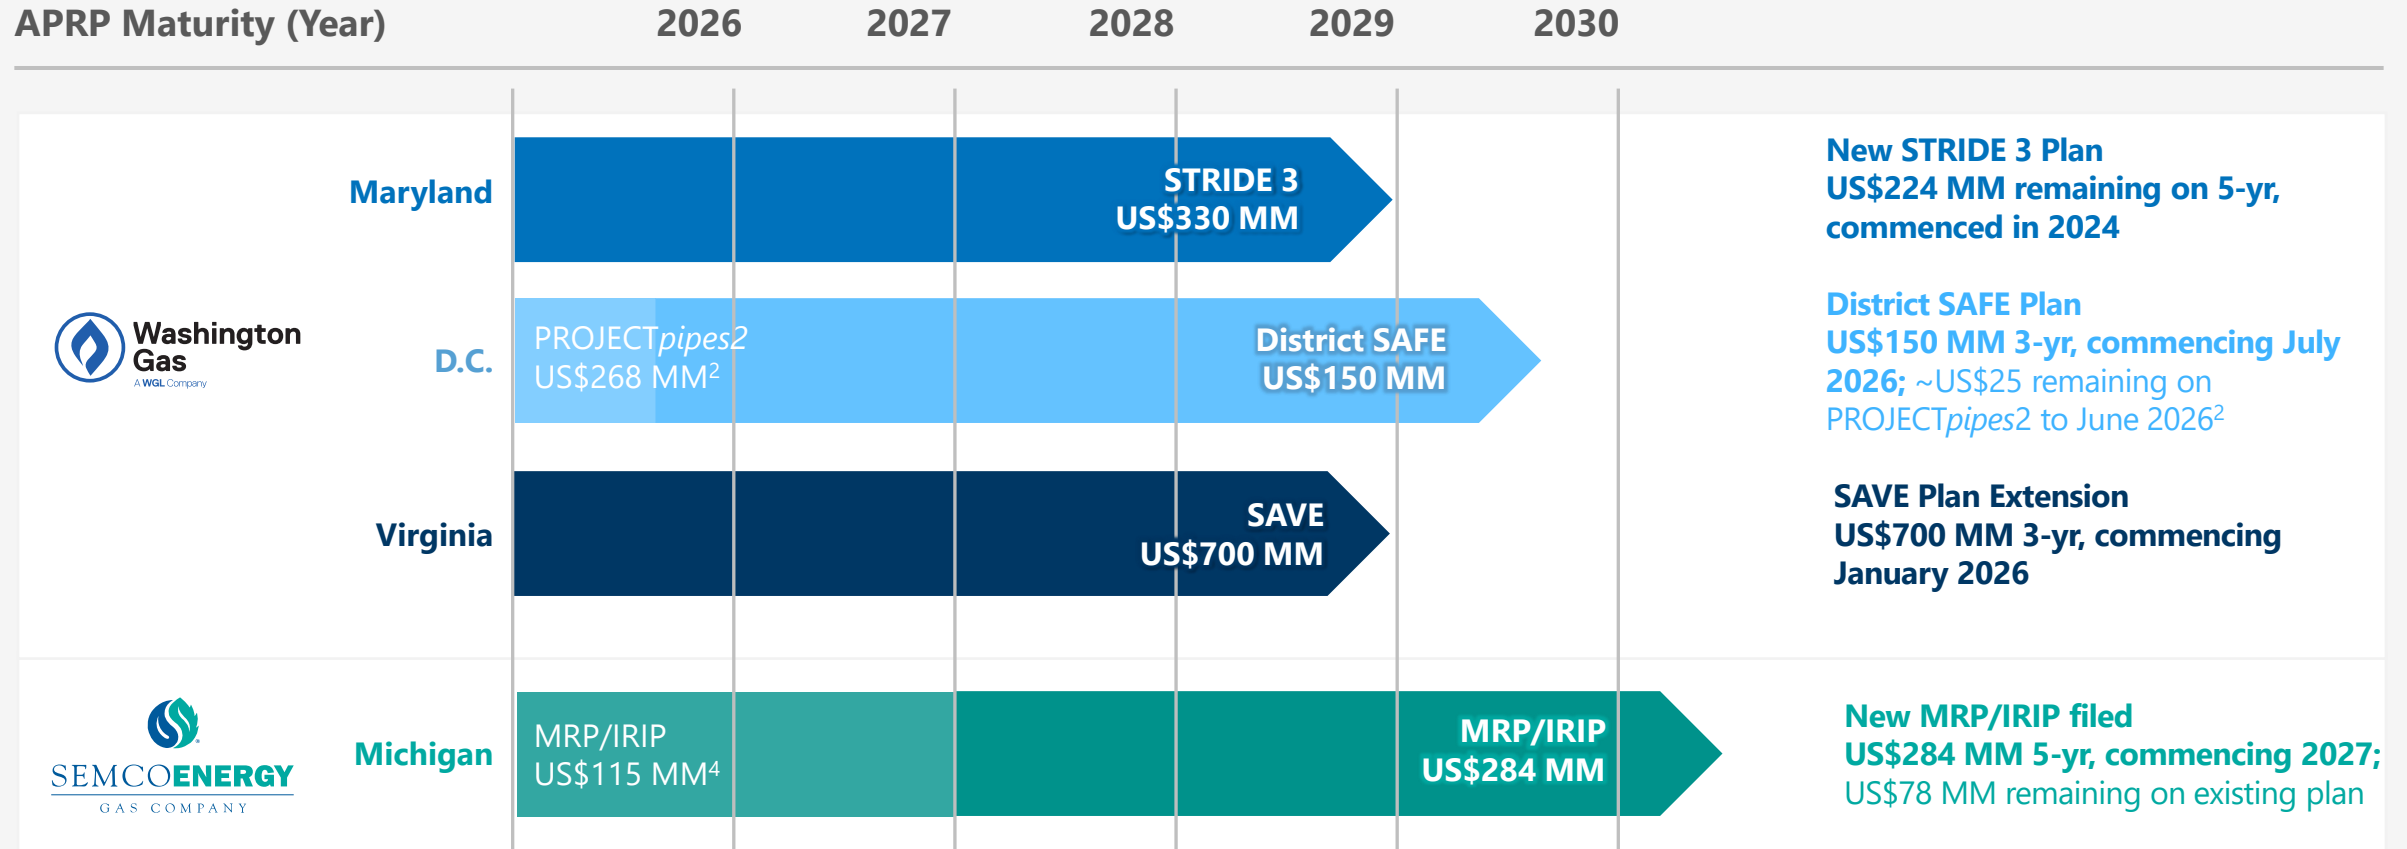 APRP Maturity (Year) 2026 2027 2028 2029 2030
Maryland
STRIDE 3
US$330 MM
New STRIDE 3 Plan
US$224 MM remaining on 5-yr,
commenced in 2024
Washington
Gas
A WGL Company
D.C.
PROJECTpipes2
US$268 MM²
District SAFE
US$150 MM
District SAFE Plan
US$150 MM 3-yr, commencing July
2026; ~US$25 remaining on
PROJECTpipes2 to June 2026²
Virginia
SAVE
US$700 MM
SAVE Plan Extension
US$700 MM 3-yr, commencing
January 2026
SEMCOENERGY
GAS COMPANY
Michigan
MRP/IRIP
US$115 MM⁴
MRP/IRIP
US$284 MM
New MRP/IRIP filed
US$284 MM 5-yr, commencing 2027;
US$78 MM remaining on existing plan